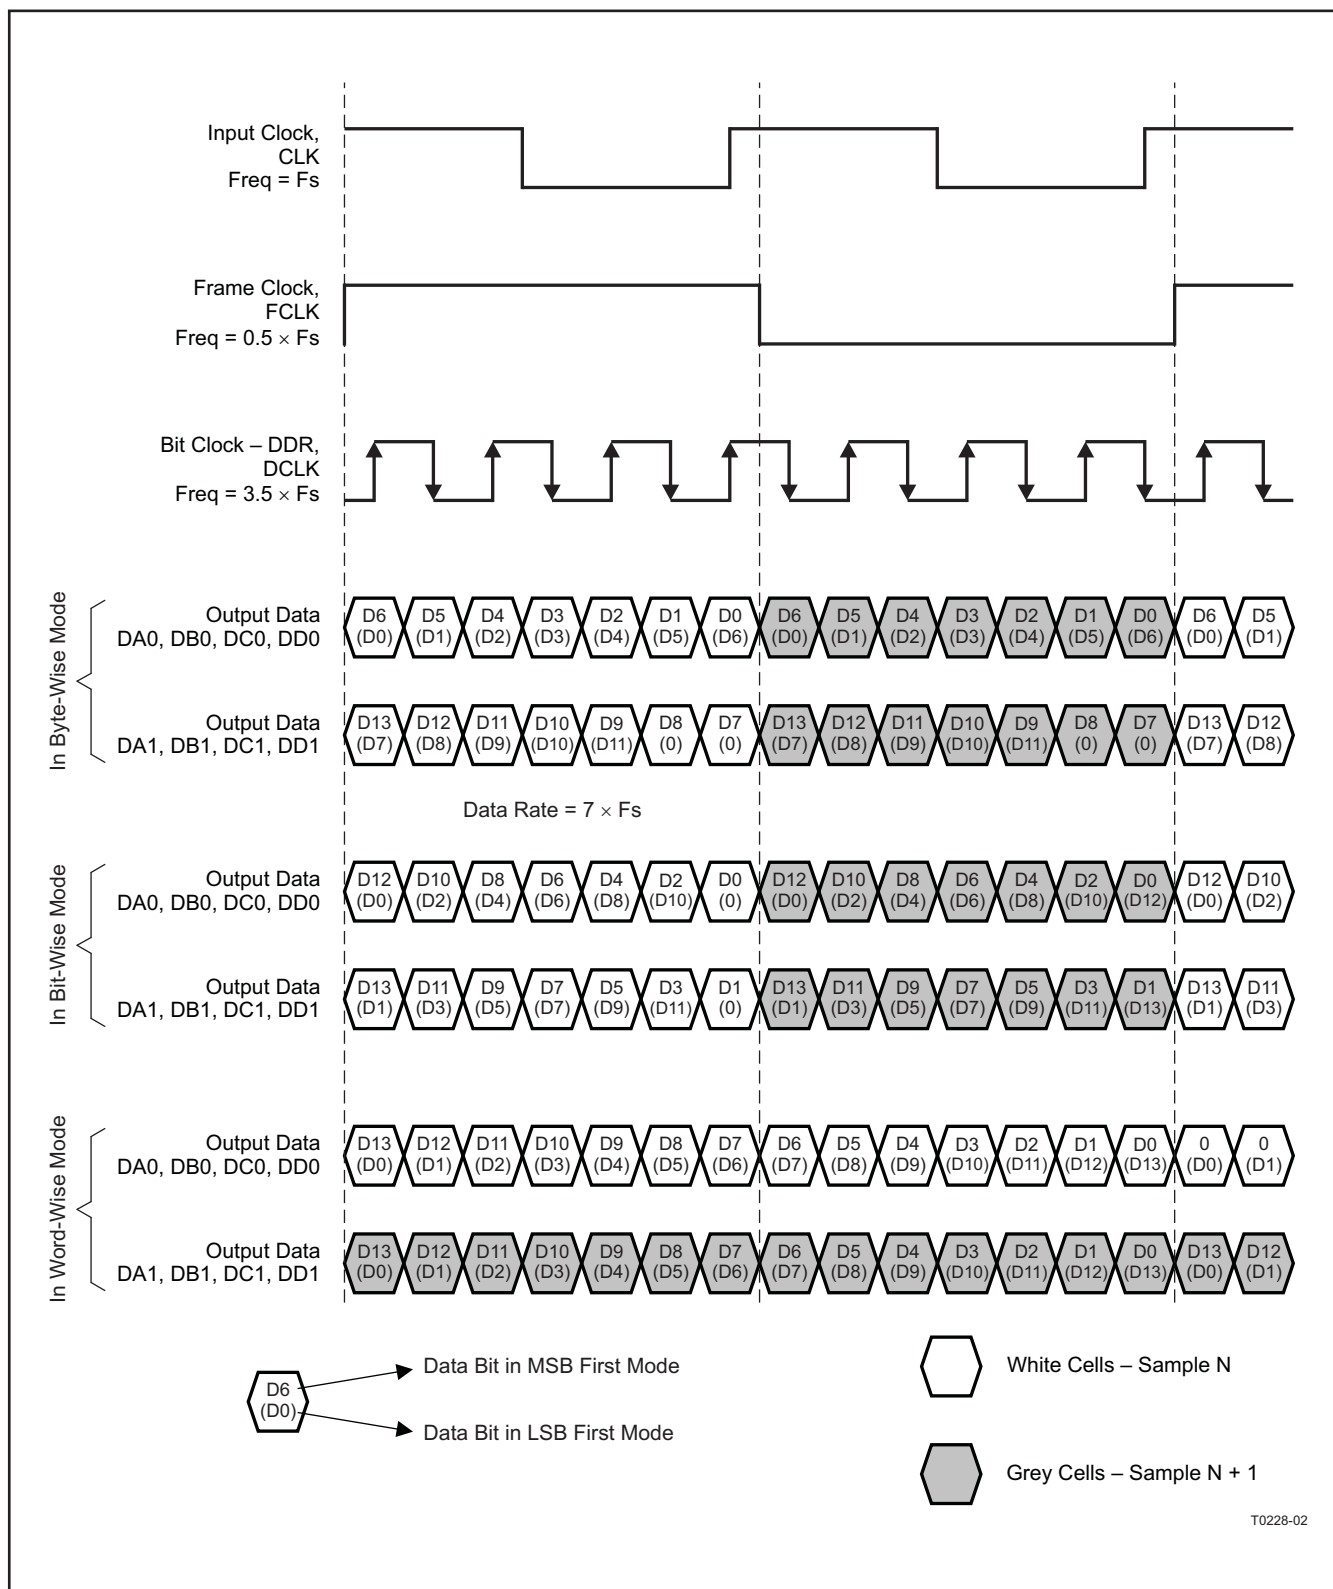 Input Clock,
CLK
Freq = Fs
Frame Clock,
FCLK
Freq = 0.5 × Fs
Bit Clock – DDR,
DCLK
Freq = 3.5 × Fs
In Byte-Wise Mode
Output Data
DA0, DB0, DC0, DD0
D6 D5 D4 D3 D2 D1 D0 D6 D5 D4 D3 D2 D1 D0 D6 D5
(D0) (D1) (D2) (D3) (D4) (D5) (D6) (D0) (D1) (D2) (D3) (D4) (D5) (D6) (D0) (D1)
Output Data
DA1, DB1, DC1, DD1
D13 D12 D11 D10 D9 D8 D7 D13 D12 D11 D10 D9 D8 D7 D13 D12
(D7) (D8) (D9) (D10) (D11) (0) (0) (D7) (D8) (D9) (D10) (D11) (0) (0) (D7) (D8)
Data Rate = 7 × Fs
In Bit-Wise Mode
Output Data
DA0, DB0, DC0, DD0
D12 D10 D8 D6 D4 D2 D0 D12 D10 D8 D6 D4 D2 D0 D12 D10
(D0) (D2) (D4) (D6) (D8) (D10) (0) (D0) (D2) (D4) (D6) (D8) (D10) (D12) (D0) (D2)
Output Data
DA1, DB1, DC1, DD1
D13 D11 D9 D7 D5 D3 D1 D13 D11 D9 D7 D5 D3 D1 D13 D11
(D1) (D3) (D5) (D7) (D9) (D11) (0) (D1) (D3) (D5) (D7) (D9) (D11) (D13) (D1) (D3)
In Word-Wise Mode
Output Data
DA0, DB0, DC0, DD0
D13 D12 D11 D10 D9 D8 D7 D6 D5 D4 D3 D2 D1 D0 0 0
(D0) (D1) (D2) (D3) (D4) (D5) (D6) (D7) (D8) (D9) (D10) (D11) (D12) (D13) (D0) (D1)
Output Data
DA1, DB1, DC1, DD1
D13 D12 D11 D10 D9 D8 D7 D6 D5 D4 D3 D2 D1 D0 D13 D12
(D0) (D1) (D2) (D3) (D4) (D5) (D6) (D7) (D8) (D9) (D10) (D11) (D12) (D13) (D0) (D1)
D6
(D0)
Data Bit in MSB First Mode
Data Bit in LSB First Mode
White Cells – Sample N
Grey Cells – Sample N + 1
T0228-02